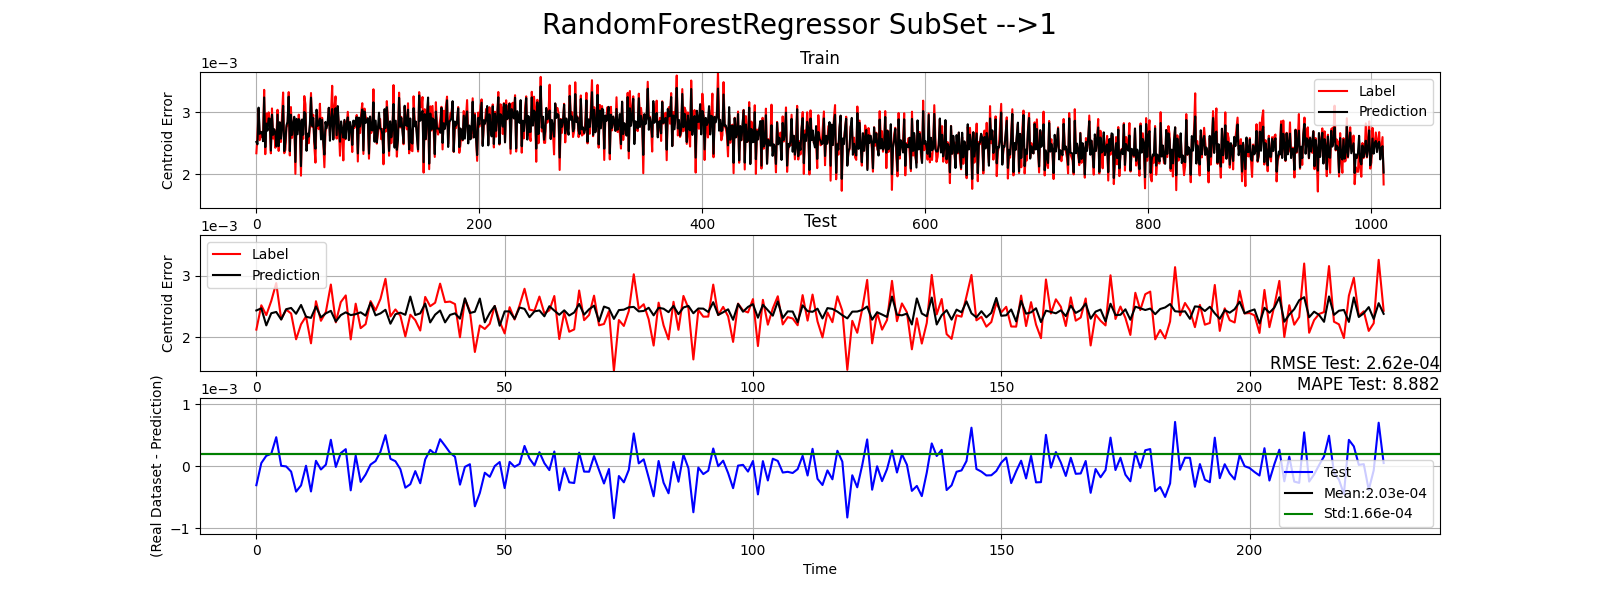 RandomForestRegressor SubSet -->1
Train
1e−3
Centroid Error
3
2
Label
Prediction
0 200 400 600 800 1000
Test
1e−3
Centroid Error
3
2
Label
Prediction
0 50 100 150 200
RMSE Test: 2.62e-04
MAPE Test: 8.882
1e−3
(Real Dataset - Prediction)
1
0
−1
Test
Mean:2.03e-04
Std:1.66e-04
0 50 100 150 200
Time